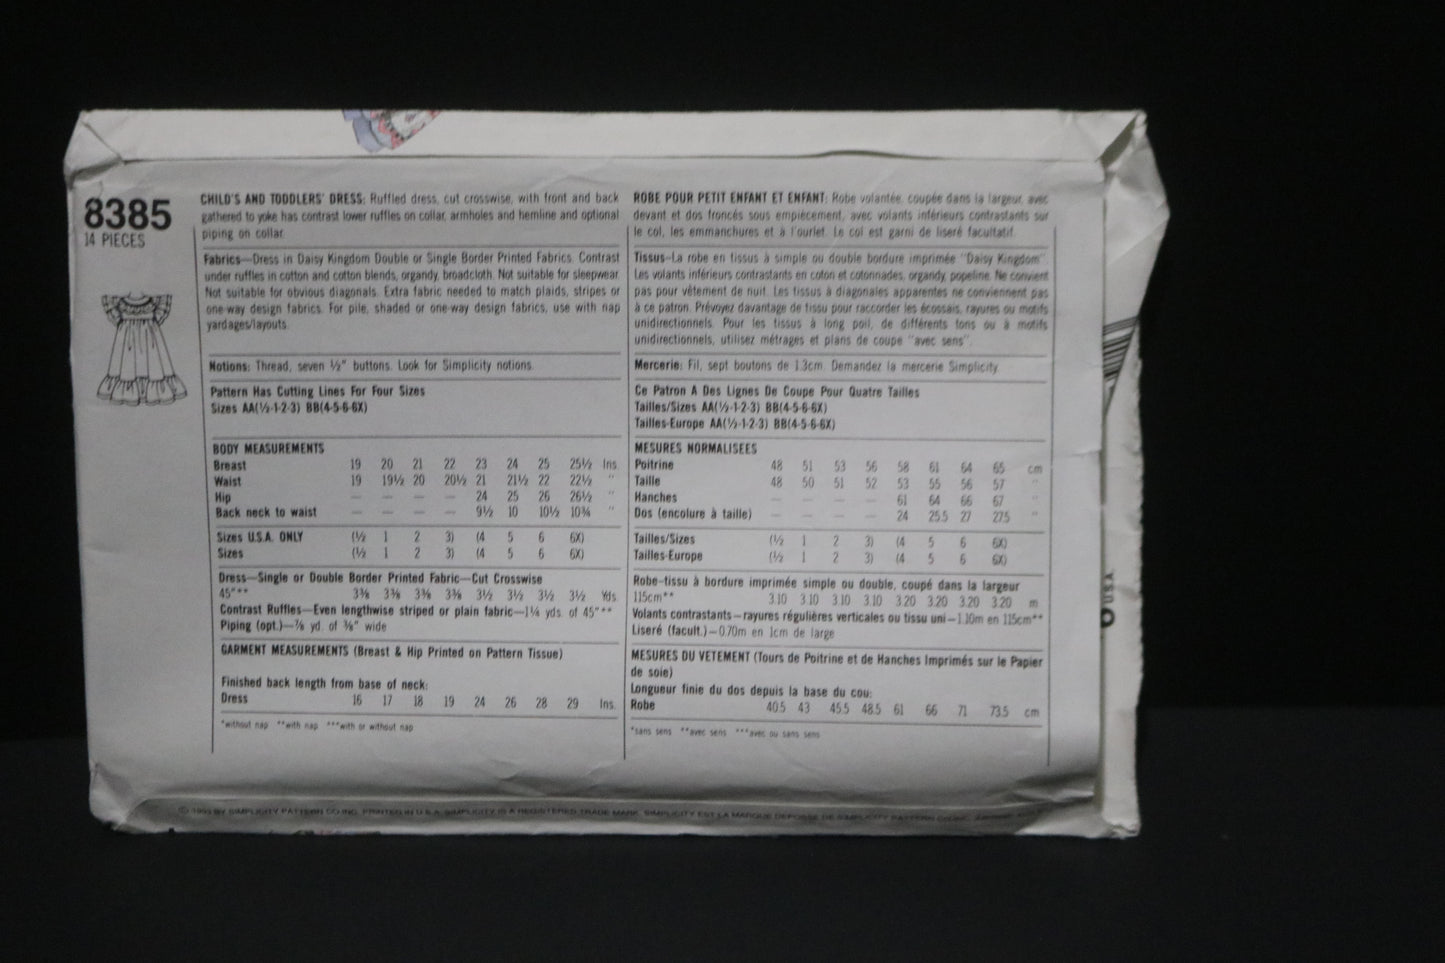 8385
14 PIECES
CHILD'S AND TODDLERS' DRESS: Ruffled dress, cut crosswise, with front and back
gathered to yoke has contrast lower ruffles on collar, armholes and hemline and optional
piping on collar.
Fabrics—Dress in Daisy Kingdom Double or Single Border Printed Fabrics. Contrast
under ruffles in cotton and cotton blends, organdy, broadcloth. Not suitable for sleepwear.
Not suitable for obvious diagonals. Extra fabric needed to match plaids, stripes or
one-way design fabrics. For pile, shaded or one-way design fabrics, use with nap
yardages/layouts.
Notions: Thread, seven ½" buttons. Look for Simplicity notions.
Pattern Has Cutting Lines For Four Sizes
Sizes AA(½-1-2-3) BB(4-5-6-6X)
BODY MEASUREMENTS
Breast 19 20 21 22 23 24 25 25½ Ins.
Waist 19 19½ 20 20½ 21 21½ 22 22½ "
Hip — — — — 24 25 26 26½ "
Back neck to waist — — — — 9½ 10 10½ 10¾ "
Sizes U.S.A. ONLY (½ 1 2 3) (4 5 6 6X)
Sizes (½ 1 2 3) (4 5 6 6X)
Dress—Single or Double Border Printed Fabric—Cut Crosswise
45"** 3⅜ 3⅜ 3⅜ 3⅜ 3½ 3½ 3½ 3½ Yds.
Contrast Ruffles—Even lengthwise striped or plain fabric—1¼ yds. of 45"**
Piping (opt.)—⅞ yd. of ⅜" wide
GARMENT MEASUREMENTS (Breast & Hip Printed on Pattern Tissue)
Finished back length from base of neck:
Dress 16 17 18 19 24 26 28 29 Ins.
*without nap **with nap ***with or without nap
ROBE POUR PETIT ENFANT ET ENFANT: Robe volantée, coupée dans la largeur, avec
devant et dos froncés sous empiècement, avec volants inférieurs contrastants sur
le col, les emmanchures et à l'ourlet. Le col est garni de liseré facultatif.
Tissus—La robe en tissus à simple ou double bordure imprimée "Daisy Kingdom".
Les volants inférieurs contrastants en coton et cotonnades, organdy, popeline. Ne convient
pas pour vêtement de nuit. Les tissus à diagonales apparentes ne conviennent pas
à ce patron. Prévoyez davantage de tissu pour raccorder les écossais, rayures ou motifs
unidirectionnels. Pour les tissus à long poil, de différents tons ou à motifs
unidirectionnels, utilisez métrages et plans de coupe "avec sens".
Mercerie: Fil, sept boutons de 1.3cm. Demandez la mercerie Simplicity.
Ce Patron A Des Lignes De Coupe Pour Quatre Tailles
Tailles/Sizes AA(½-1-2-3) BB(4-5-6-6X)
Tailles-Europe AA(½-1-2-3) BB(4-5-6-6X)
MESURES NORMALISEES
Poitrine 48 51 53 56 58 61 64 65 cm
Taille 48 50 51 52 53 55 56 57 "
Hanches — — — — 61 64 66 67 "
Dos (encolure à taille) — — — — 24 25.5 27 27.5 "
Tailles/Sizes (½ 1 2 3) (4 5 6 6X)
Tailles-Europe (½ 1 2 3) (4 5 6 6X)
Robe-tissu à bordure imprimée simple ou double, coupé dans la largeur
115cm** 3.10 3.10 3.10 3.10 3.20 3.20 3.20 3.20 m
Volants contrastants—rayures régulières verticales ou tissu uni—1.10m en 115cm**
Liseré (facult.)—0.70m en 1cm de large
MESURES DU VETEMENT (Tours de Poitrine et de Hanches Imprimés sur le Papier
de soie)
Longueur finie du dos depuis la base du cou:
Robe 40.5 43 45.5 48.5 61 66 71 73.5 cm
*sans sens **avec sens ***avec ou sans sens
BY SIMPLICITY PATTERN CO INC. PRINTED IN U.S.A. SIMPLICITY IS A REGISTERED TRADE MARK. SIMPLICITY EST LA MARQUE DEPOSEE DE SIMPLICITY PATTERN CO INC.
USA